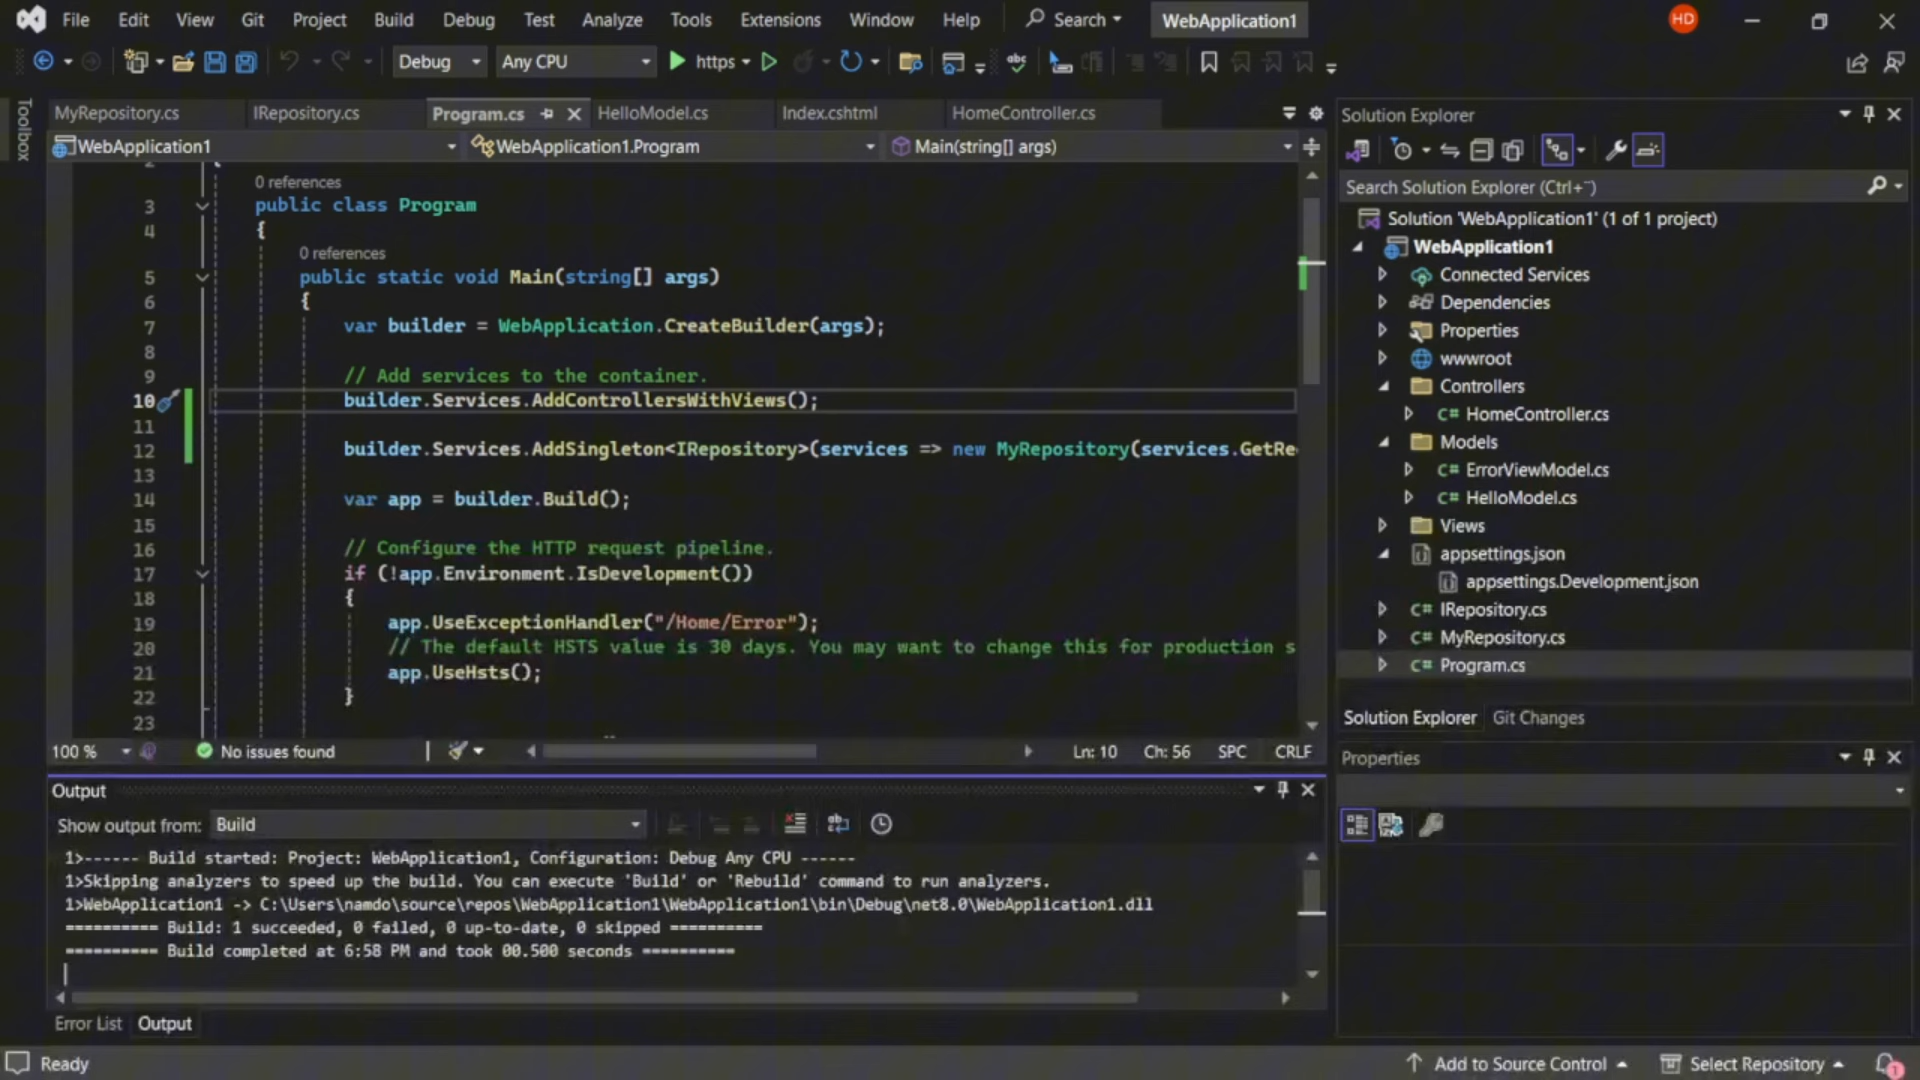 File Edit View Git Project Build Debug Test Analyze Tools Extensions Window Help Search WebApplication1 HD
Debug Any CPU https
Toolbox
MyRepository.cs IRepository.cs Program.cs HelloModel.cs Index.cshtml HomeController.cs
WebApplication1 WebApplication1.Program Main(string[] args)
0 references
3 public class Program
4 {
0 references
5 public static void Main(string[] args)
6 {
7 var builder = WebApplication.CreateBuilder(args);
8
9 // Add services to the container.
10 builder.Services.AddControllersWithViews();
11
12 builder.Services.AddSingleton<IRepository>(services => new MyRepository(services.GetRe
13
14 var app = builder.Build();
15
16 // Configure the HTTP request pipeline.
17 if (!app.Environment.IsDevelopment())
18 {
19 app.UseExceptionHandler("/Home/Error");
20 // The default HSTS value is 30 days. You may want to change this for production s
21 app.UseHsts();
22 }
23
100 % No issues found Ln: 10 Ch: 56 SPC CRLF
Output
Show output from: Build
1>------ Build started: Project: WebApplication1, Configuration: Debug Any CPU ------
1>Skipping analyzers to speed up the build. You can execute 'Build' or 'Rebuild' command to run analyzers.
1>WebApplication1 -> C:\Users\namdo\source\repos\WebApplication1\WebApplication1\bin\Debug\net8.0\WebApplication1.dll
========== Build: 1 succeeded, 0 failed, 0 up-to-date, 0 skipped ==========
========== Build completed at 6:58 PM and took 00.500 seconds ==========
Error List Output
Solution Explorer
Search Solution Explorer (Ctrl+¨)
Solution 'WebApplication1' (1 of 1 project)
WebApplication1
Connected Services
Dependencies
Properties
wwwroot
Controllers
C# HomeController.cs
Models
C# ErrorViewModel.cs
C# HelloModel.cs
Views
appsettings.json
appsettings.Development.json
C# IRepository.cs
C# MyRepository.cs
C# Program.cs
Solution Explorer Git Changes
Properties
Ready Add to Source Control Select Repository 1